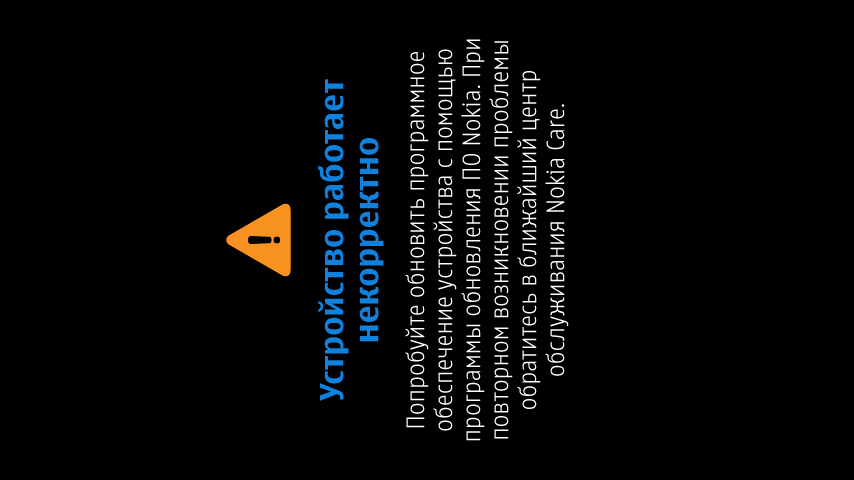 Устройство работает
некорректно
Попробуйте обновить программное
обеспечение устройства с помощью
программы обновления ПО Nokia. При
повторном возникновении проблемы
обратитесь в ближайший центр
обслуживания Nokia Care.